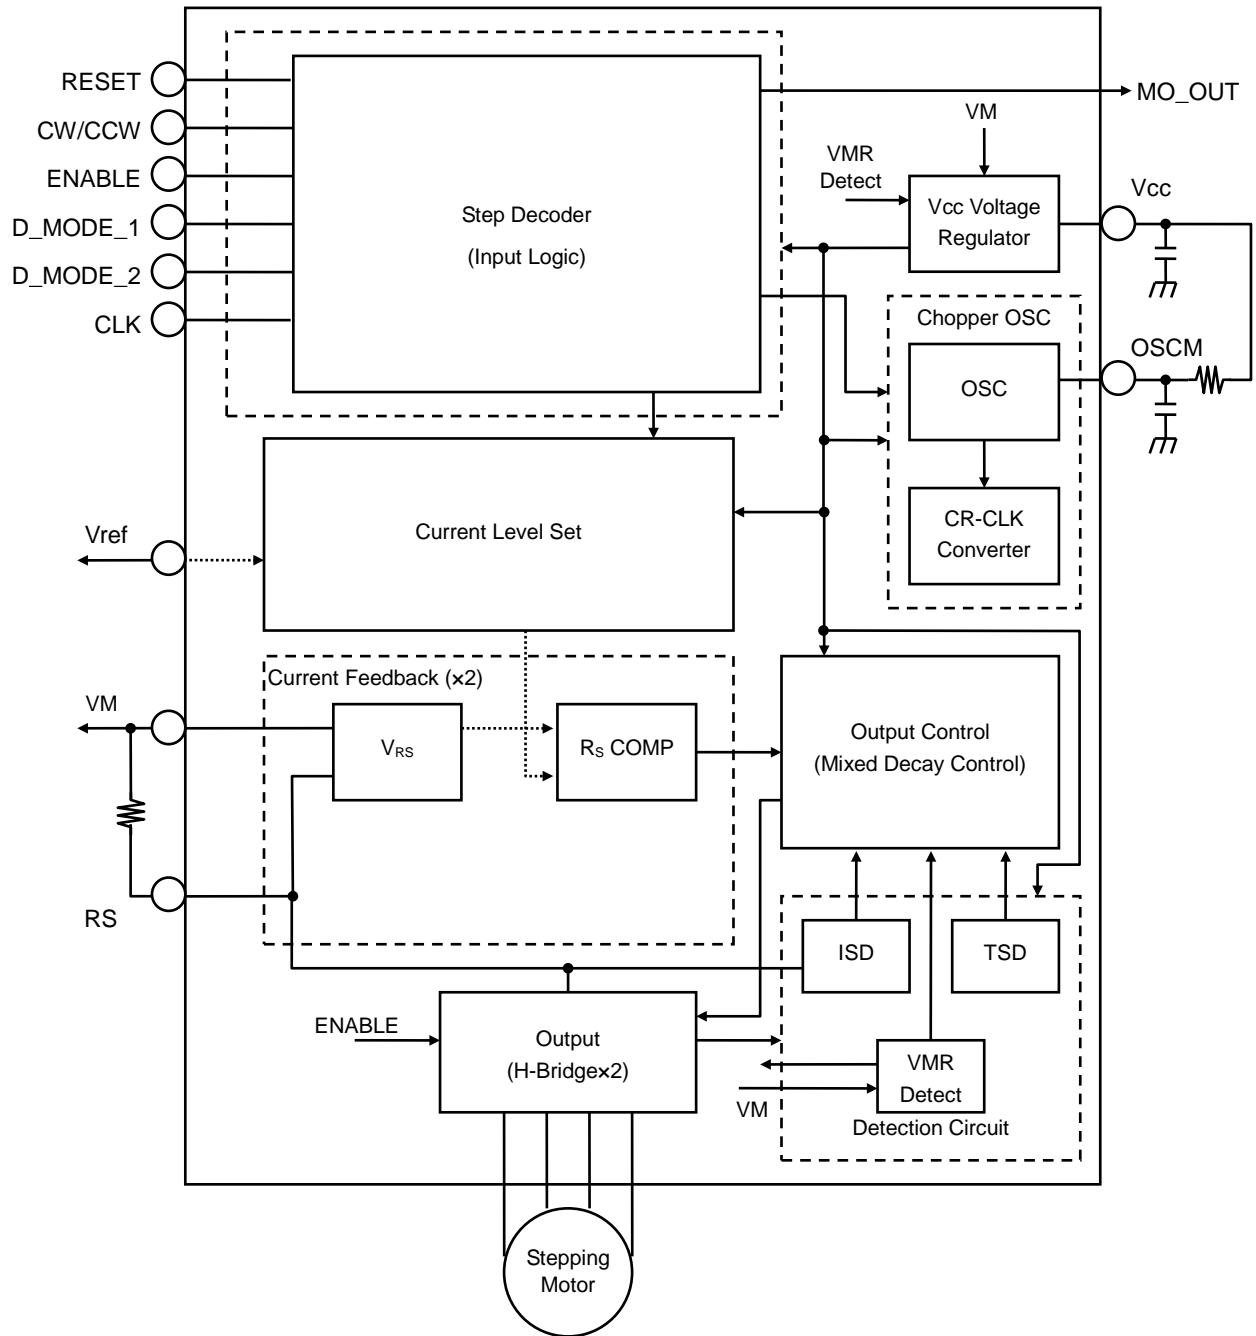 RESET
CW/CCW
ENABLE
D_MODE_1
D_MODE_2
CLK
Step Decoder
(Input Logic)
MO_OUT
VM
VMR
Detect
Vcc Voltage
Regulator
Vcc
Chopper OSC
OSC
OSCM
CR-CLK
Converter
Vref
Current Level Set
Current Feedback (×2)
VM
VRS
RS COMP
Output Control
(Mixed Decay Control)
RS
ISD
TSD
ENABLE
Output
(H-Bridge×2)
VMR
Detect
VM
Detection Circuit
Stepping
Motor